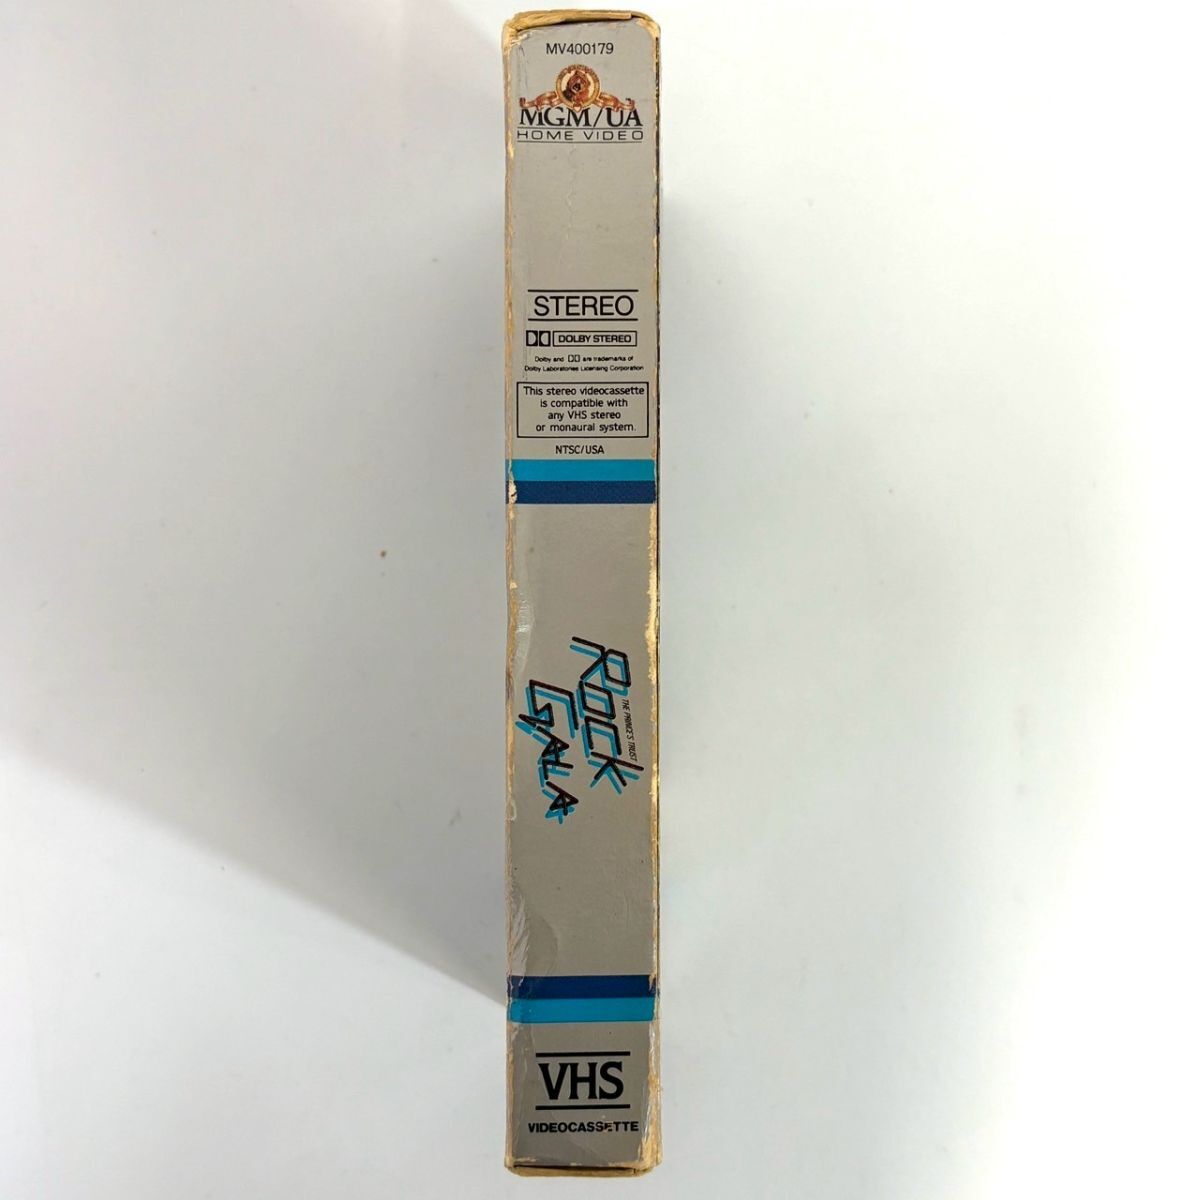 MV400179
MGM/UA
HOME VIDEO
STEREO
DOLBY STEREO
Dolby and are trademarks of
Dolby Laboratories Licensing Corporation
This stereo videocassette
is compatible with
any VHS stereo
or monaural system.
NTSC/USA
THE PRINCE'S TRUST
ROCK
GALA
VHS
VIDEOCASSETTE